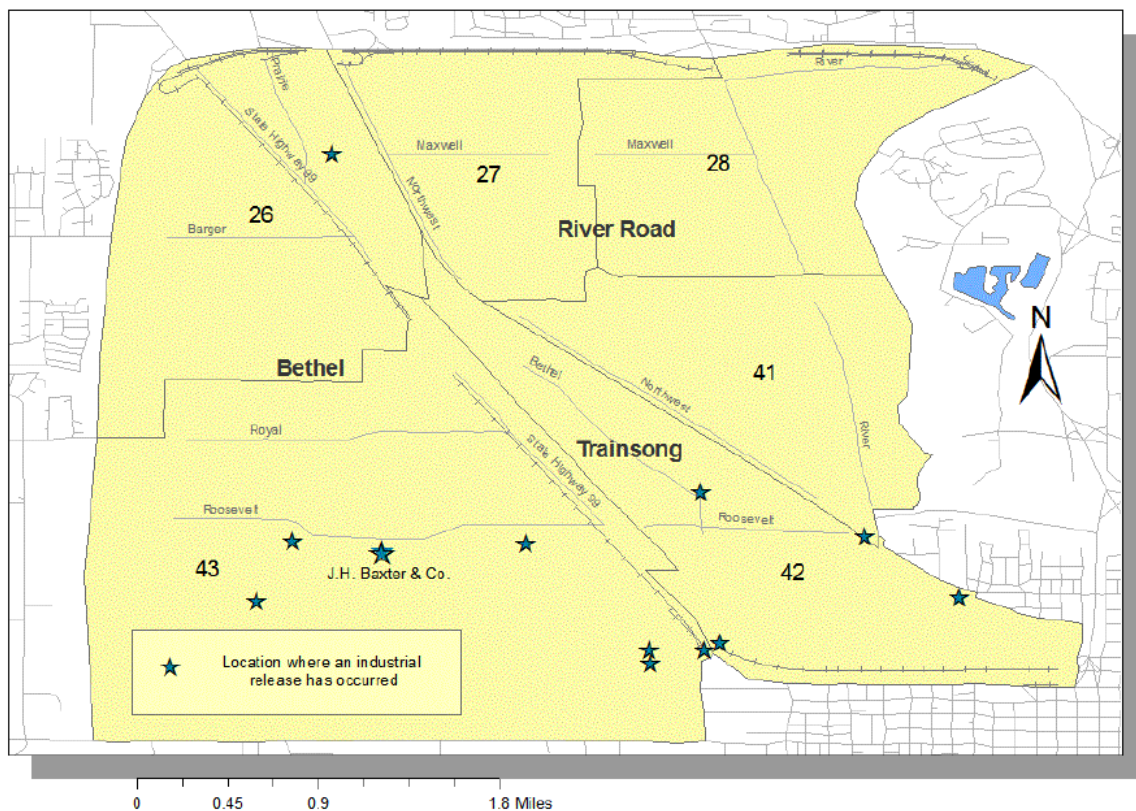 River
Prairie
State Highway 99
Maxwell
Maxwell
27
28
Northwest
26
Barger
River Road
N
Bethel
Bethel
41
Northwest
Royal
Trainsong
State Highway 99
River
Roosevelt
Roosevelt
43
J.H. Baxter & Co.
42
Location where an industrial
release has occurred
0 0.45 0.9 1.8 Miles